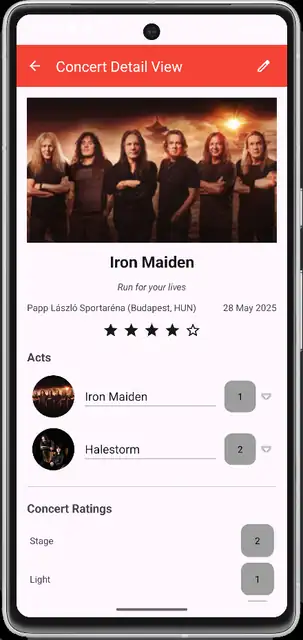 Concert Detail View
Iron Maiden
Run for your lives
Papp László Sportaréna (Budapest, HUN) 28 May 2025
Acts
Iron Maiden 1
Halestorm 2
Concert Ratings
Stage 2
Light 1